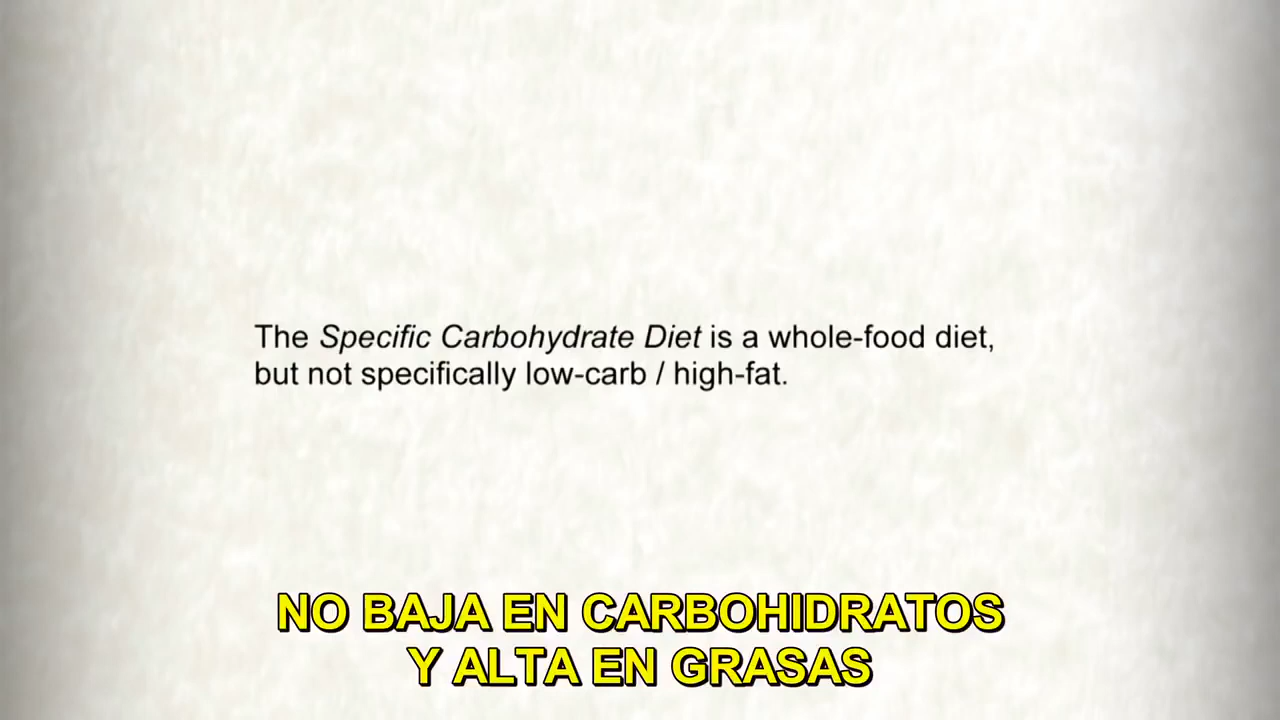 The Specific Carbohydrate Diet is a whole-food diet,
but not specifically low-carb / high-fat.
NO BAJA EN CARBOHIDRATOS
Y ALTA EN GRASAS